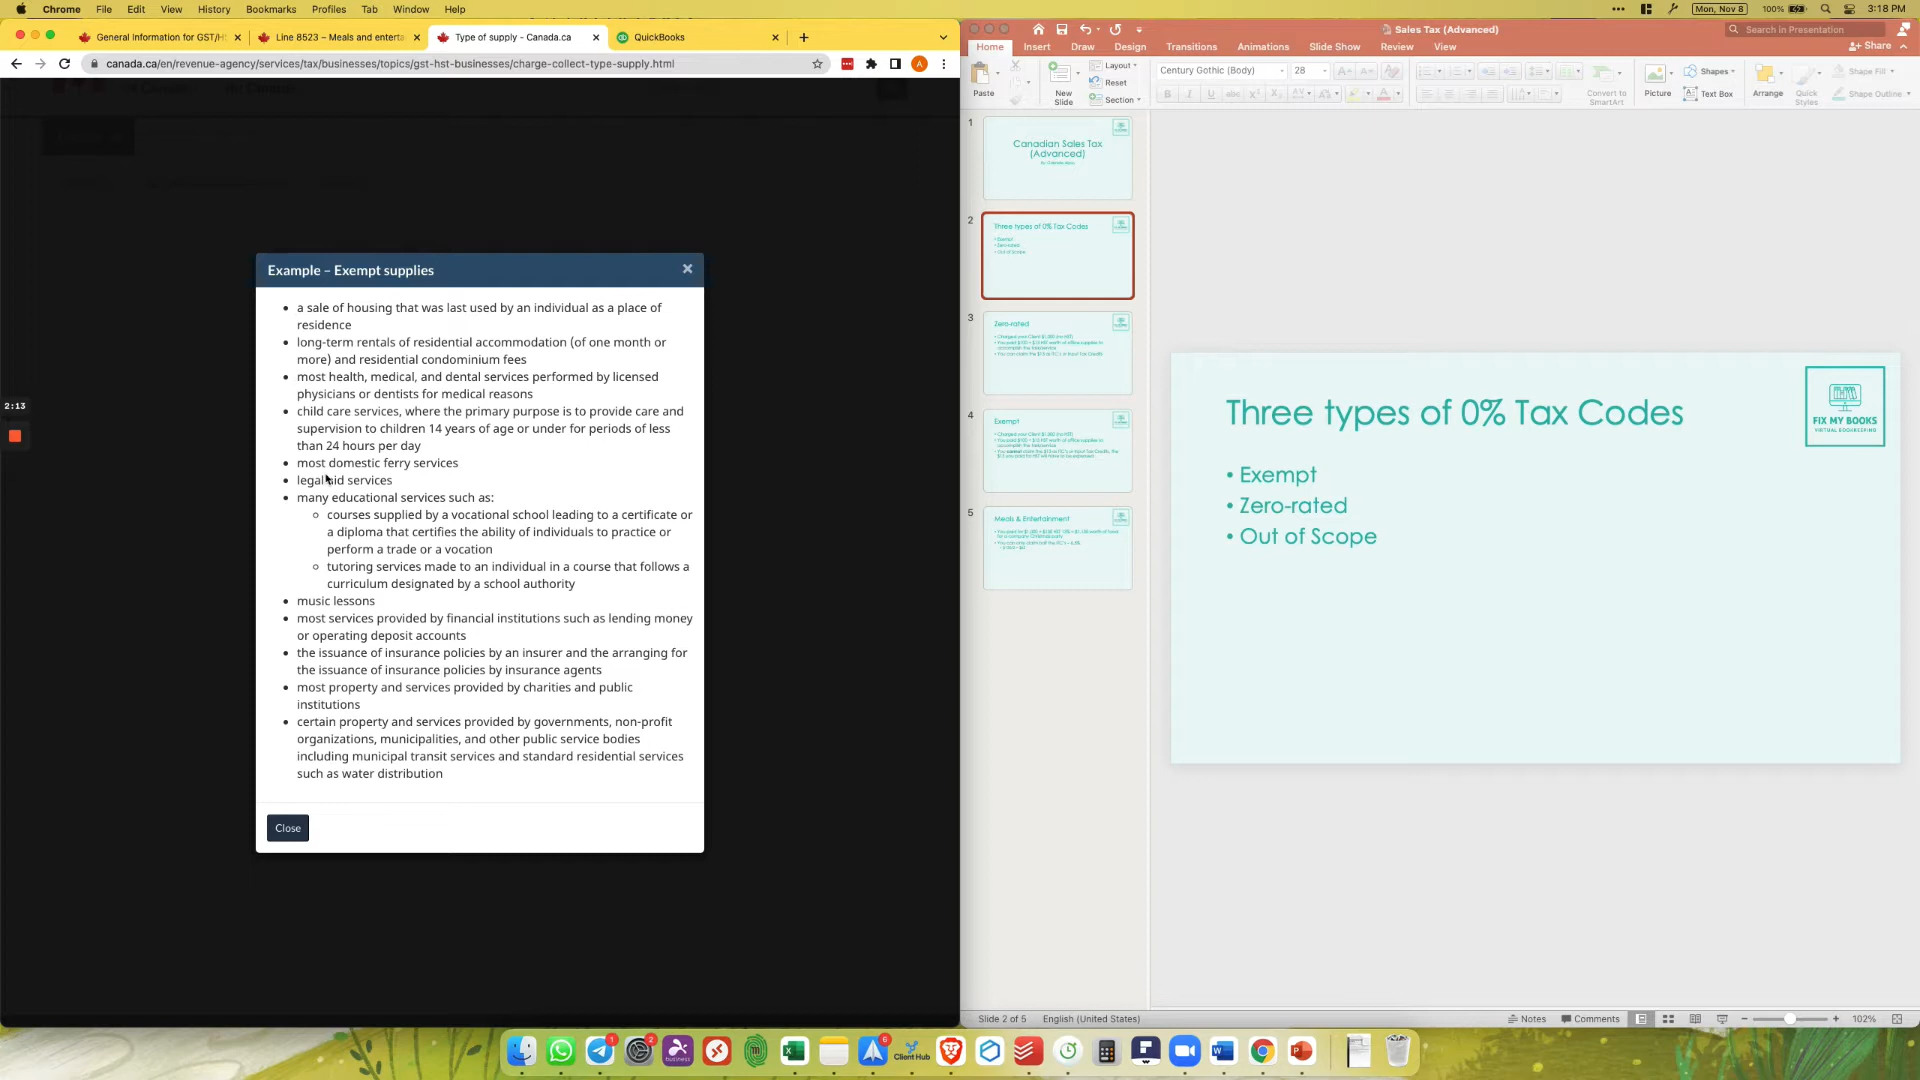 Chrome File Edit View History Bookmarks Profiles Tab Window Help
Mon, Nov 8 100% 3:18 PM
General Information for GST/H
Line 8523 – Meals and enterta
Type of supply - Canada.ca
QuickBooks
canada.ca/en/revenue-agency/services/tax/businesses/topics/gst-hst-businesses/charge-collect-type-supply.html
A
2:13
Example – Exempt supplies
• a sale of housing that was last used by an individual as a place of
residence
• long-term rentals of residential accommodation (of one month or
more) and residential condominium fees
• most health, medical, and dental services performed by licensed
physicians or dentists for medical reasons
• child care services, where the primary purpose is to provide care and
supervision to children 14 years of age or under for periods of less
than 24 hours per day
• most domestic ferry services
• legal aid services
• many educational services such as:
courses supplied by a vocational school leading to a certificate or
a diploma that certifies the ability of individuals to practice or
perform a trade or a vocation
tutoring services made to an individual in a course that follows a
curriculum designated by a school authority
• music lessons
• most services provided by financial institutions such as lending money
or operating deposit accounts
• the issuance of insurance policies by an insurer and the arranging for
the issuance of insurance policies by insurance agents
• most property and services provided by charities and public
institutions
• certain property and services provided by governments, non-profit
organizations, municipalities, and other public service bodies
including municipal transit services and standard residential services
such as water distribution
Close
Sales Tax (Advanced)
Search in Presentation
Home Insert Draw Design Transitions Animations Slide Show Review View
Share
Paste
New
Slide
Layout
Reset
Section
Century Gothic (Body)
28
Convert to
SmartArt
Picture
Shapes
Text Box
Arrange
Quick
Styles
Shape Fill
Shape Outline
1
Canadian Sales Tax
(Advanced)
2
Three types of 0% Tax Codes
• Exempt
• Zero-rated
• Out of Scope
3
Zero-rated
4
Exempt
5
Meals & Entertainment
Three types of 0% Tax Codes
• Exempt
• Zero-rated
• Out of Scope
FIX MY BOOKS
VIRTUAL BOOKKEEPING
Slide 2 of 5
English (United States)
Notes
Comments
102%
Client Hub